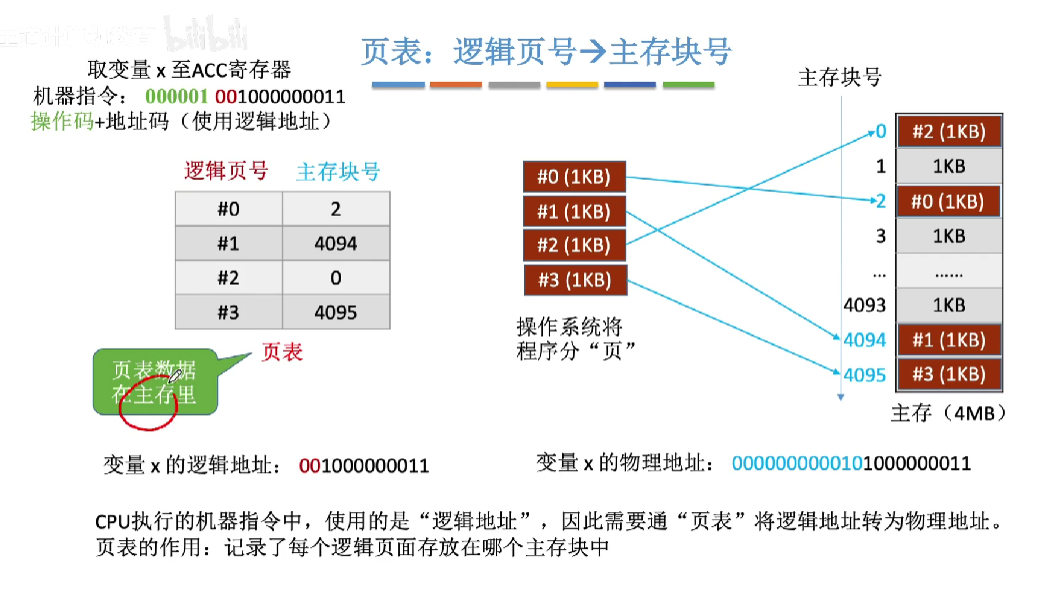 bilibili
页表：逻辑页号→主存块号
取变量 x 至ACC寄存器
机器指令： 000001 001000000011
操作码+地址码（使用逻辑地址）
逻辑页号 主存块号
#0 2
#1 4094
#2 0
#3 4095
页表
页表数据
在主存里
#0 (1KB)
#1 (1KB)
#2 (1KB)
#3 (1KB)
操作系统将
程序分“页”
主存块号
0 #2 (1KB)
1 1KB
2 #0 (1KB)
3 1KB
... ……
4093 1KB
4094 #1 (1KB)
4095 #3 (1KB)
主存（4MB）
变量 x 的逻辑地址： 001000000011
变量 x 的物理地址： 0000000000101000000011
CPU执行的机器指令中，使用的是“逻辑地址”，因此需要通“页表”将逻辑地址转为物理地址。
页表的作用：记录了每个逻辑页面存放在哪个主存块中